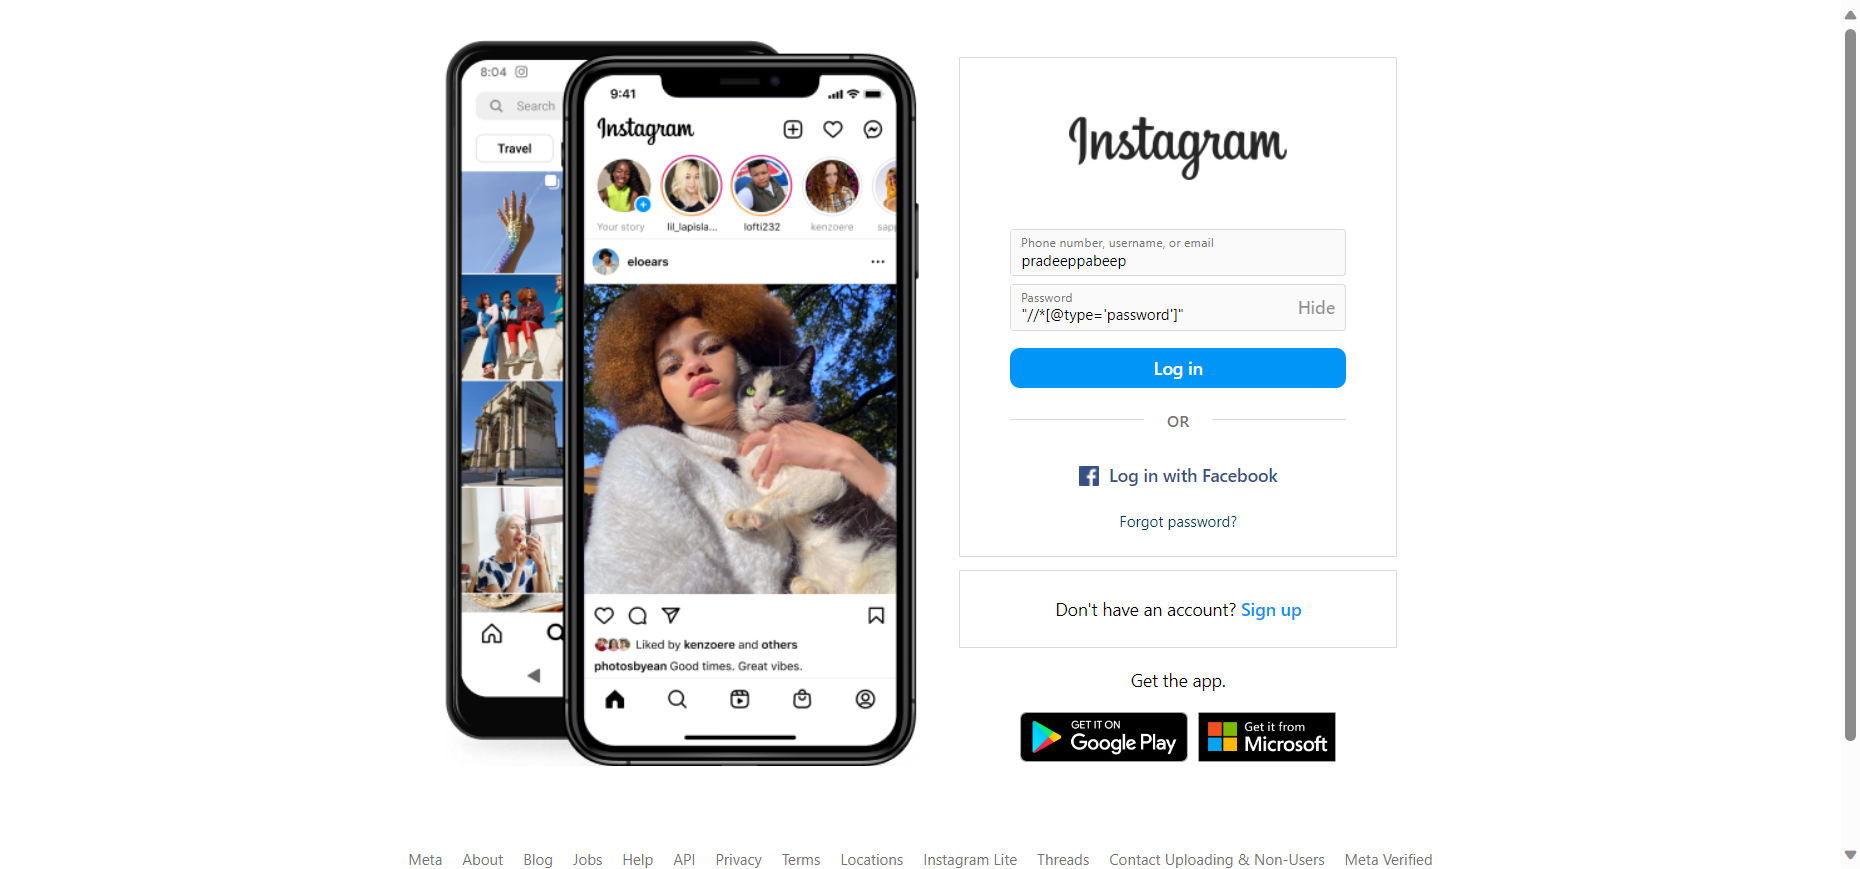 8:04
Search
Travel
9:41
Instagram
Your story
lil_lapisla...
lofti232
kenzoere
sap
eloears
Liked by kenzoere and others
photosbyean Good times. Great vibes.
Instagram
Phone number, username, or email
pradeeppabeep
Password
"//*[@type='password']"
Hide
Log in
OR
Log in with Facebook
Forgot password?
Don't have an account? Sign up
Get the app.
GET IT ON
Google Play
Get it from
Microsoft
Meta About Blog Jobs Help API Privacy Terms Locations Instagram Lite Threads Contact Uploading & Non-Users Meta Verified